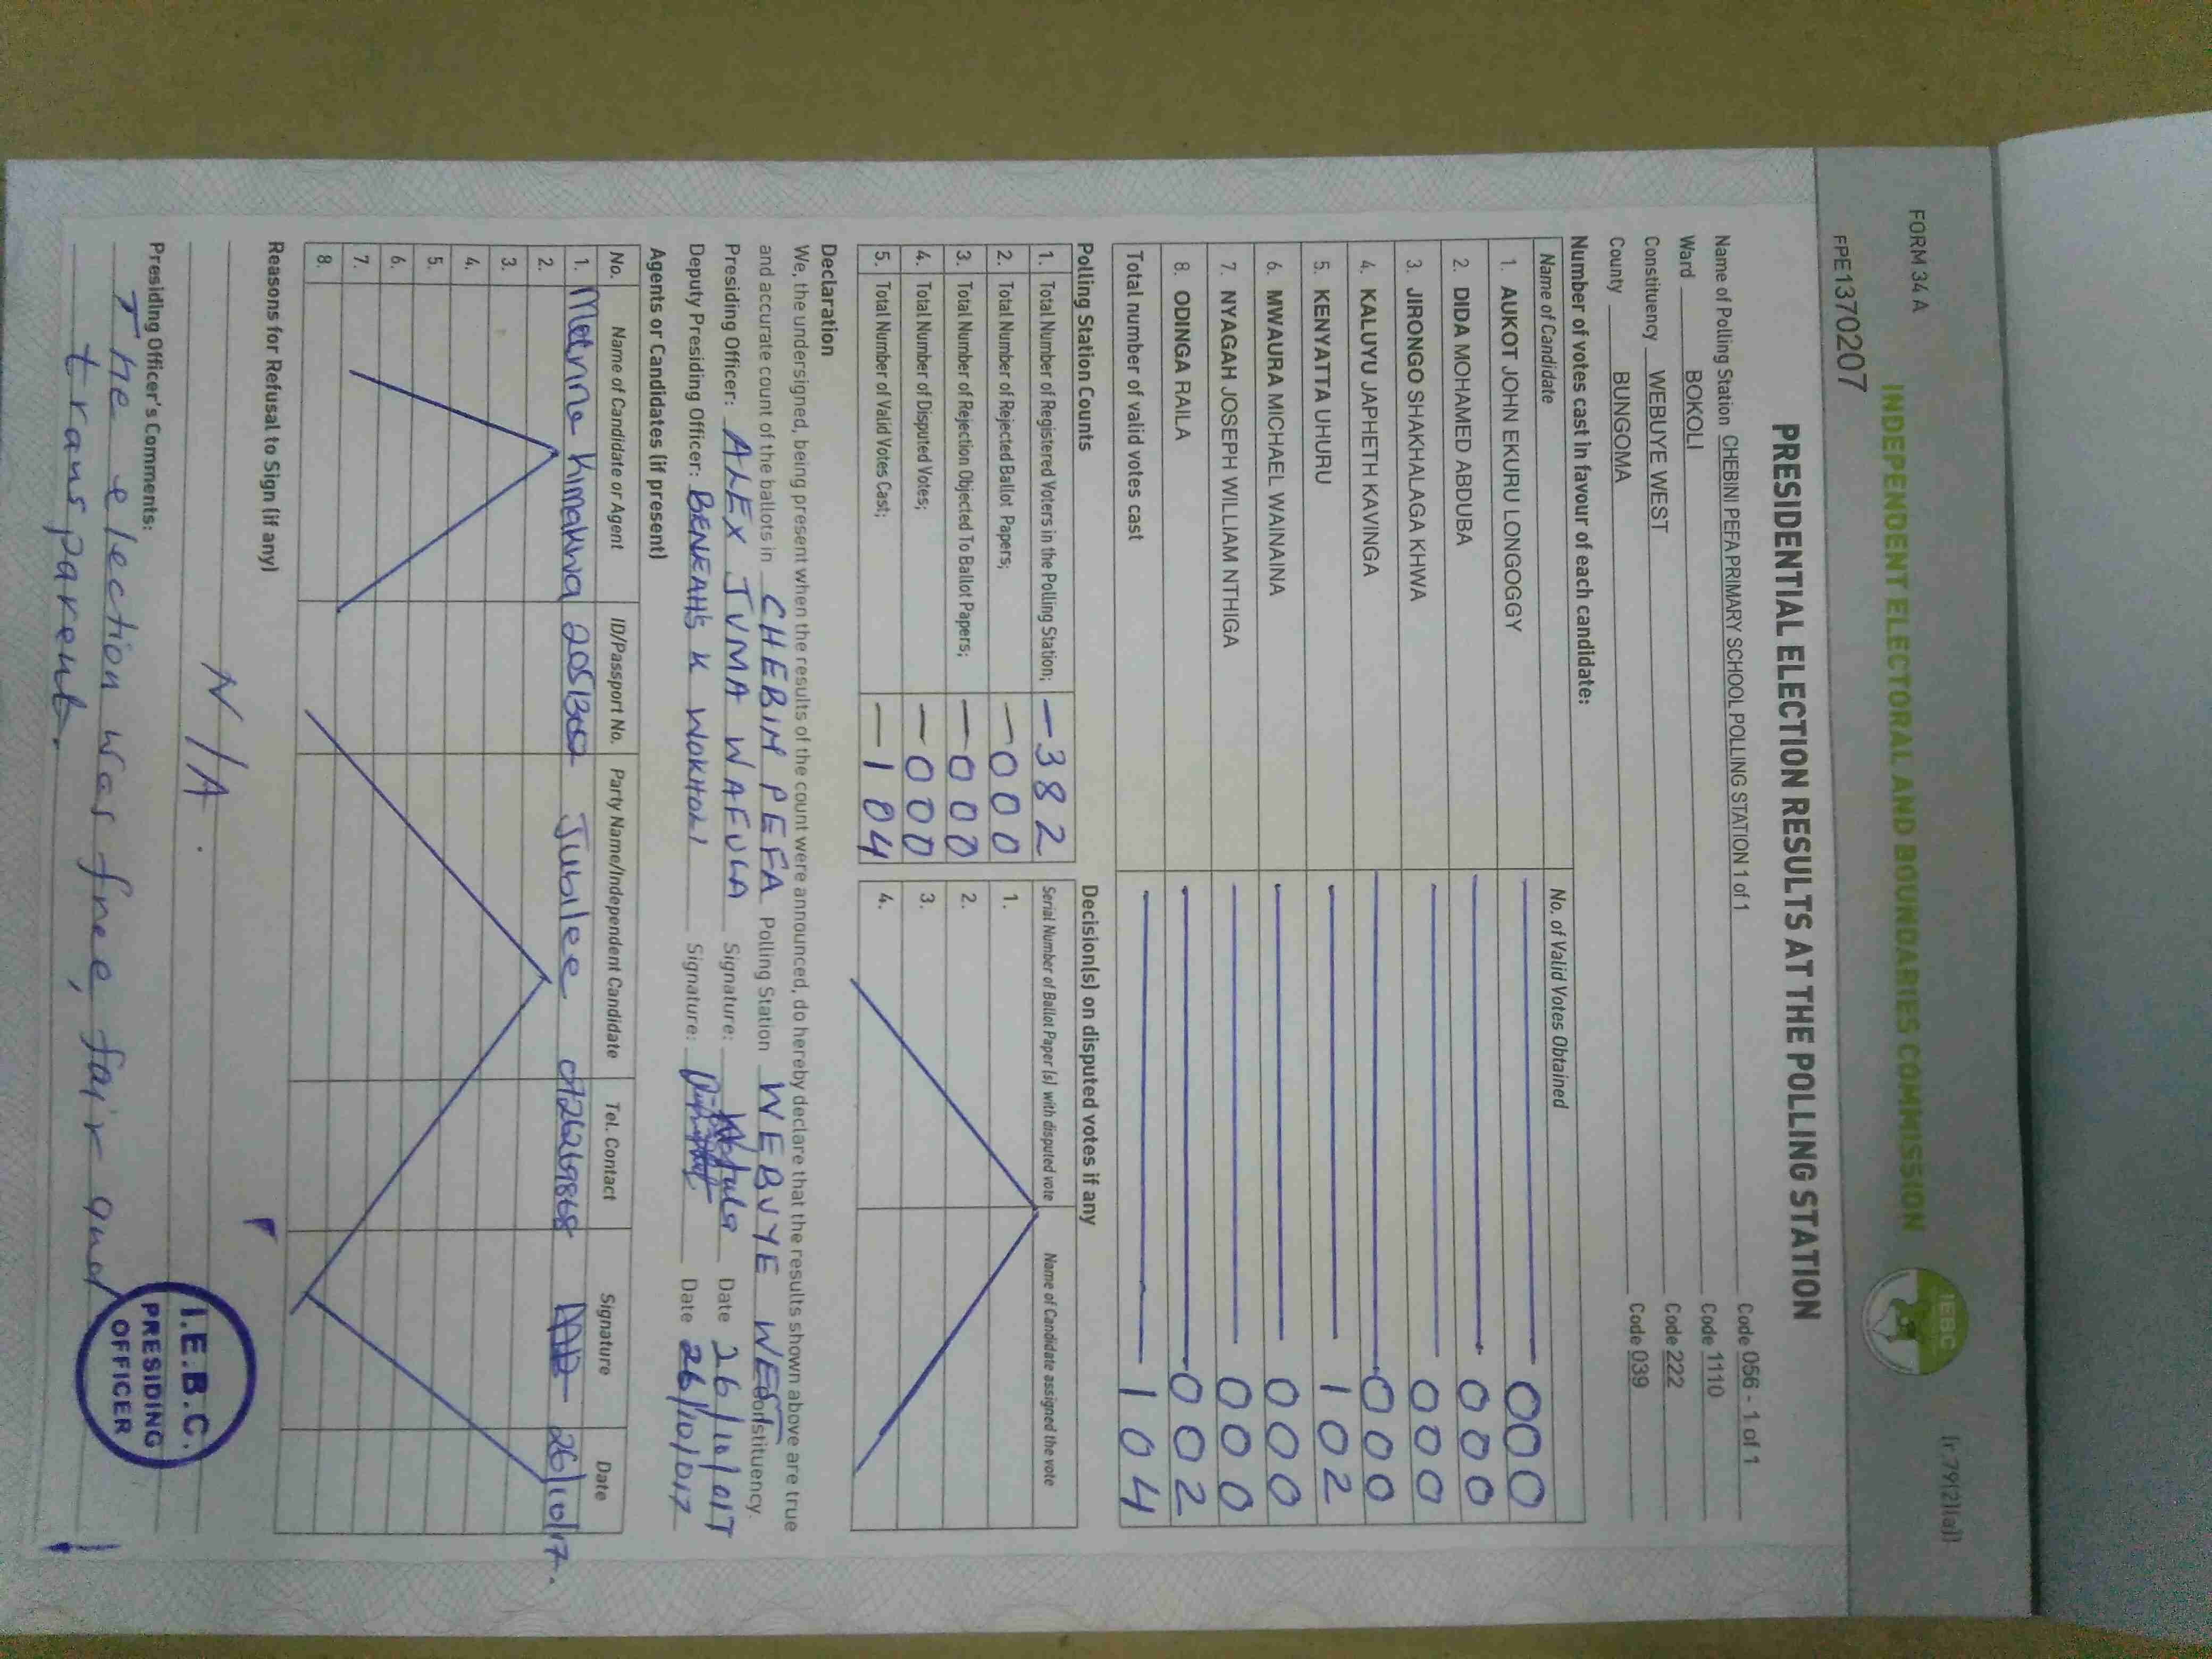 FORM 34 A
[r.79(2)(a)]
INDEPENDENT ELECTORAL AND BOUNDARIES COMMISSION
IEBC
FPE1370207
PRESIDENTIAL ELECTION RESULTS AT THE POLLING STATION
Name of Polling Station CHEBINI PEFA PRIMARY SCHOOL POLLING STATION 1 of 1 Code 056 - 1 of 1
Ward BOKOLI Code 1110
Constituency WEBUYE WEST Code 222
County BUNGOMA Code 039
Number of votes cast in favour of each candidate:
Name of Candidate No. of Valid Votes Obtained
1. AUKOT JOHN EKURU LONGOGGY 000
2. DIDA MOHAMED ABDUBA 000
3. JIRONGO SHAKHALAGA KHWA 000
4. KALUYU JAPHETH KAVINGA 000
5. KENYATTA UHURU 102
6. MWAURA MICHAEL WAINAINA 000
7. NYAGAH JOSEPH WILLIAM NTHIGA 000
8. ODINGA RAILA 002
Total number of valid votes cast 104
Polling Station Counts
1. Total Number of Registered Voters in the Polling Station; - 382
2. Total Number of Rejected Ballot Papers; - 000
3. Total Number of Rejection Objected To Ballot Papers; - 000
4. Total Number of Disputed Votes; - 000
5. Total Number of Valid Votes Cast; - 104
Decision(s) on disputed votes if any
Serial Number of Ballot Paper (s) with disputed vote Name of Candidate assigned the vote
1.
2.
3.
4.
Declaration
We, the undersigned, being present when the results of the count were announced, do hereby declare that the results shown above are true
and accurate count of the ballots in CHEBINI PEFA Polling Station WEBUYE WEST Constituency.
Presiding Officer: ALEX JUMA WAFULA Signature: Wafula Date 26/10/017
Deputy Presiding Officer: K Signature: Date 26/10/017
Agents or Candidates (if present)
No. Name of Candidate or Agent ID/Passport No. Party Name/Independent Candidate Tel. Contact Signature Date
1. Kimakwa Jubilee 26/10/17.
2.
3.
4.
5.
6.
7.
8.
Reasons for Refusal to Sign (if any)
N/A.
Presiding Officer's Comments:
The election was free, fair and
transparent.
I.E.B.C.
PRESIDING
OFFICER